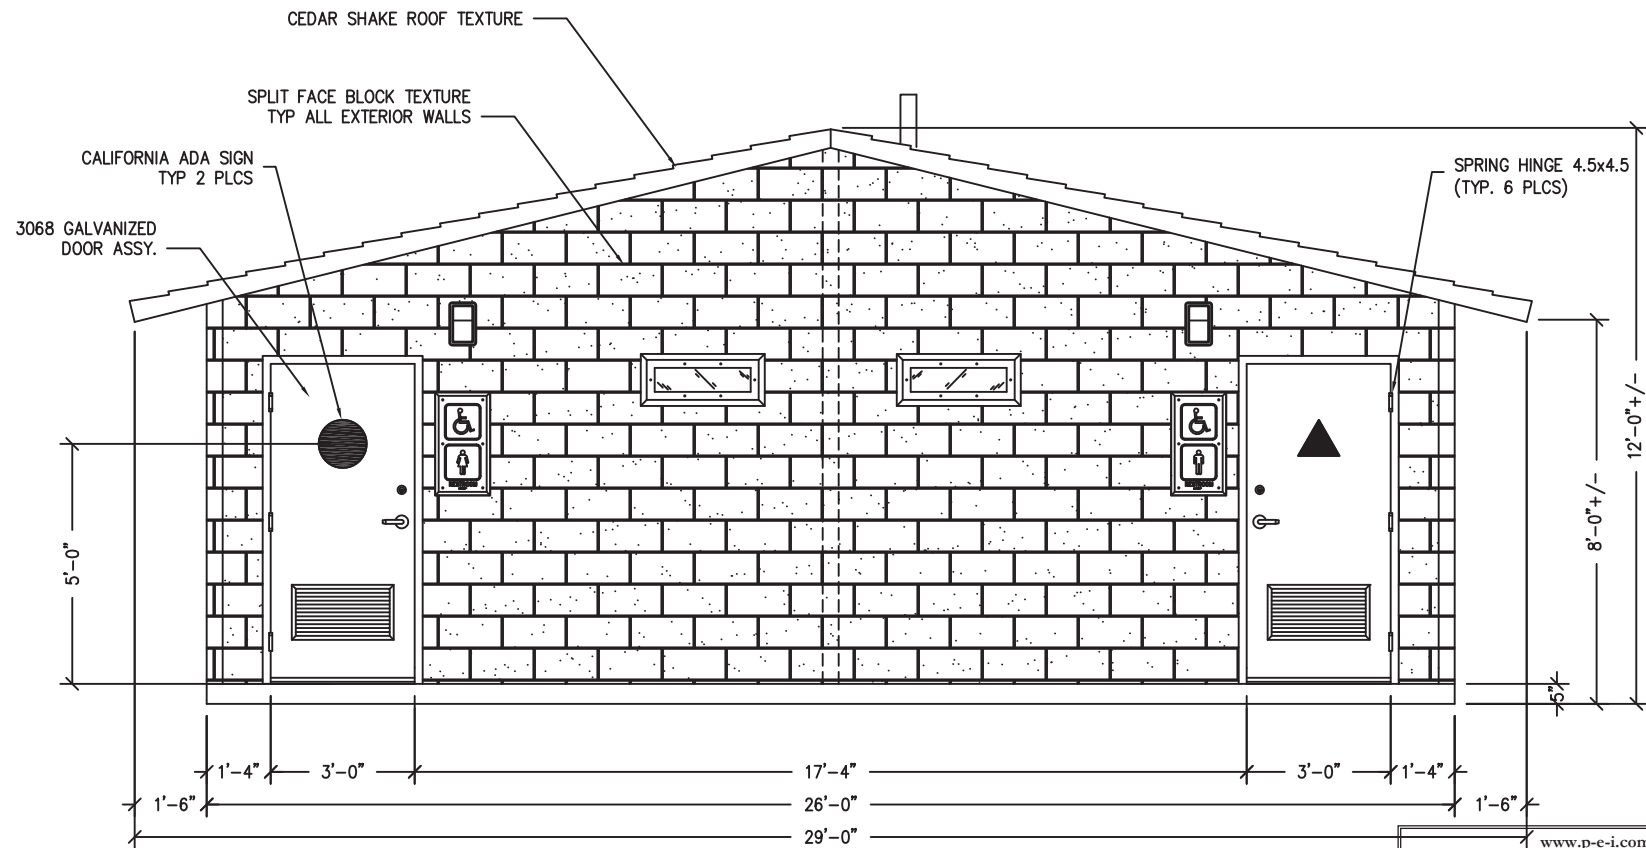 CEDAR SHAKE ROOF TEXTURE
SPLIT FACE BLOCK TEXTURE
TYP ALL EXTERIOR WALLS
CALIFORNIA ADA SIGN
TYP 2 PLCS
3068 GALVANIZED
DOOR ASSY.
SPRING HINGE 4.5x4.5
(TYP. 6 PLCS)
12'-0"+/-
8'-0"+/-
5'-0"
5"
RESTROOM
RESTROOM
1'-4"
3'-0"
17'-4"
3'-0"
1'-4"
1'-6"
26'-0"
1'-6"
29'-0"
www.p-e-i.com